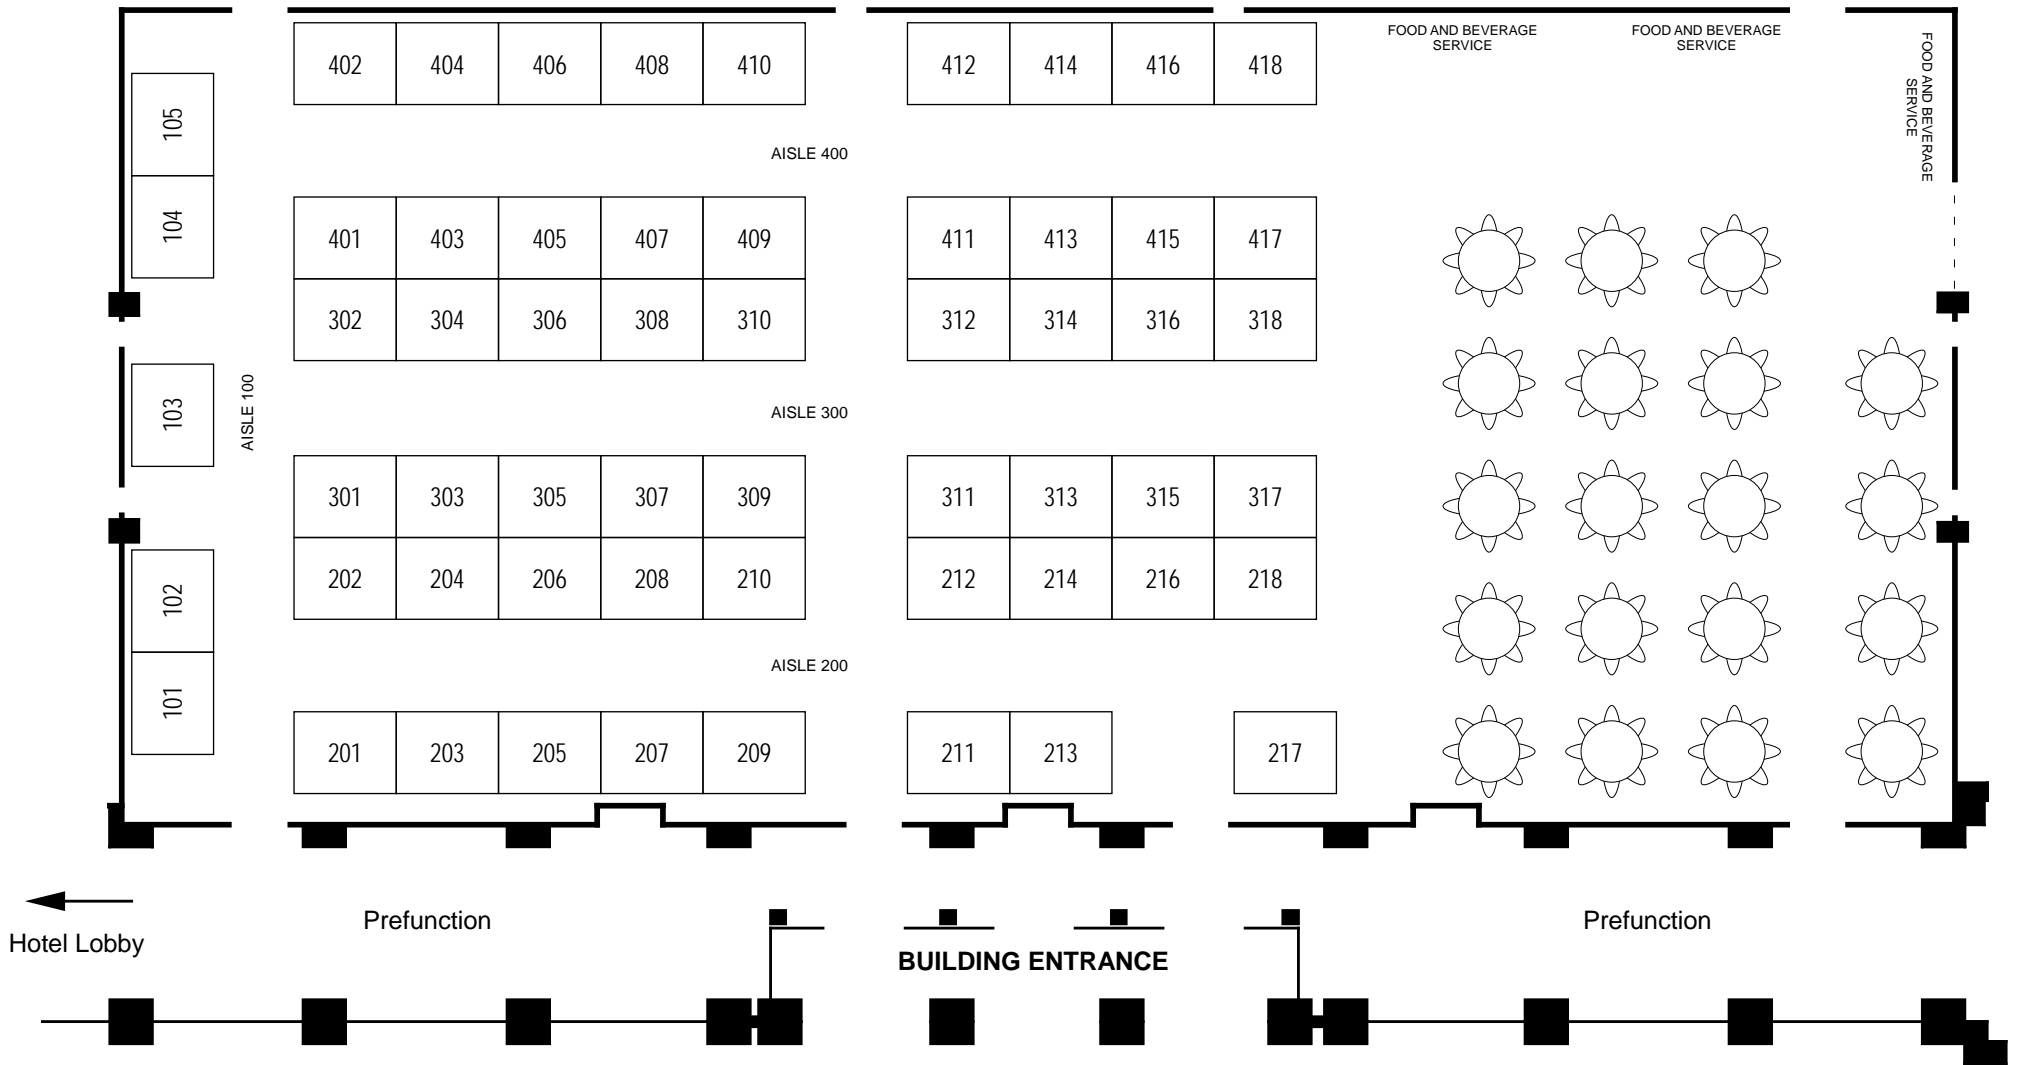 FOOD AND BEVERAGE
SERVICE
FOOD AND BEVERAGE
SERVICE
FOOD AND BEVERAGE
SERVICE
402 404 406 408 410 412 414 416 418
105
AISLE 400
104
401 403 405 407 409 411 413 415 417
302 304 306 308 310 312 314 316 318
103
AISLE 100
AISLE 300
301 303 305 307 309 311 313 315 317
202 204 206 208 210 212 214 216 218
102
AISLE 200
101
201 203 205 207 209 211 213 217
Prefunction
Prefunction
Hotel Lobby
BUILDING ENTRANCE